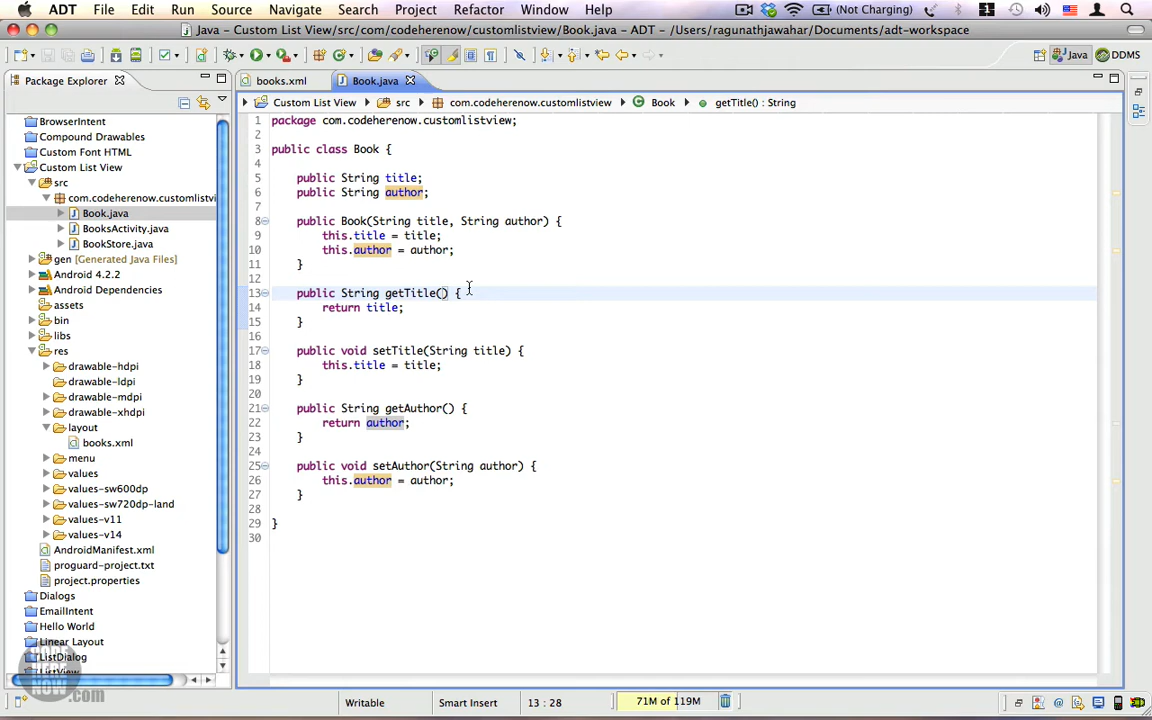 ADT File Edit Run Source Navigate Search Project Refactor Window Help (Not Charging) 1
Java – Custom List View/src/com/codeherenow/customlistview/Book.java – ADT – /Users/ragunathjawahar/Documents/adt-workspace
Java DDMS
Package Explorer books.xml Book.java
Custom List View src com.codeherenow.customlistview Book getTitle() : String
BrowserIntent
Compound Drawables
Custom Font HTML
Custom List View
src
com.codeherenow.customlistvi
Book.java
BooksActivity.java
BookStore.java
gen [Generated Java Files]
Android 4.2.2
Android Dependencies
assets
bin
libs
res
drawable-hdpi
drawable-ldpi
drawable-mdpi
drawable-xhdpi
layout
books.xml
menu
values
values-sw600dp
values-sw720dp-land
values-v11
values-v14
AndroidManifest.xml
proguard-project.txt
project.properties
Dialogs
EmailIntent
Hello World
Linear Layout
ListDialog
ListView
1 package com.codeherenow.customlistview;
2
3 public class Book {
4
5 public String title;
6 public String author;
7
8 public Book(String title, String author) {
9 this.title = title;
10 this.author = author;
11 }
12
13 public String getTitle() {
14 return title;
15 }
16
17 public void setTitle(String title) {
18 this.title = title;
19 }
20
21 public String getAuthor() {
22 return author;
23 }
24
25 public void setAuthor(String author) {
26 this.author = author;
27 }
28
29 }
30
CODE
HERE
NOW
.com
Writable Smart Insert 13 : 28 71M of 119M